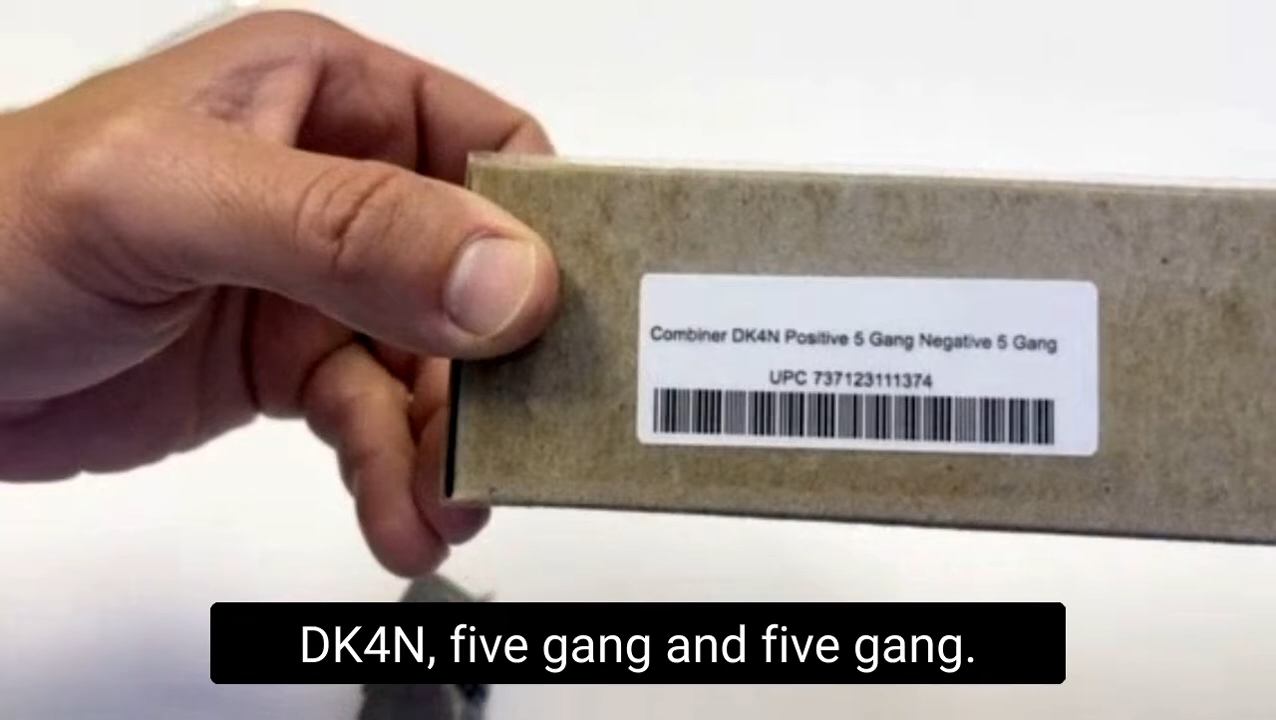 Combiner DK4N Positive 5 Gang Negative 5 Gang
UPC 737123111374
DK4N, five gang and five gang.